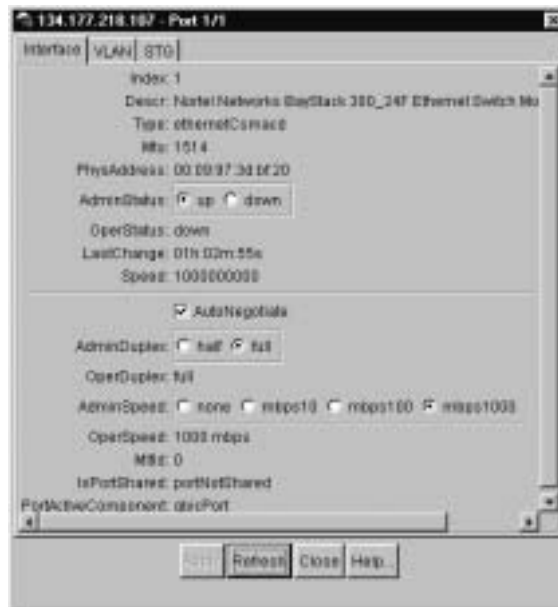 134.177.218.107 - Port 1/1
Interface VLAN STG
Index: 1
Descr: Nortel Networks BayStack 380_24F Ethernet Switch Mo
Type: ethernetCsmacd
Mtu: 1514
PhysAddress: 00:09:97:3d:bf:20
AdminStatus: up down
OperStatus: down
LastChange: 01h:02m:55s
Speed: 1000000000
AutoNegotiate
AdminDuplex: half full
OperDuplex: full
AdminSpeed: none mbps10 mbps100 mbps1000
OperSpeed: 1000 mbps
MltId: 0
IsPortShared: portNotShared
PortActiveComponent: gbicPort
Refresh Close Help...